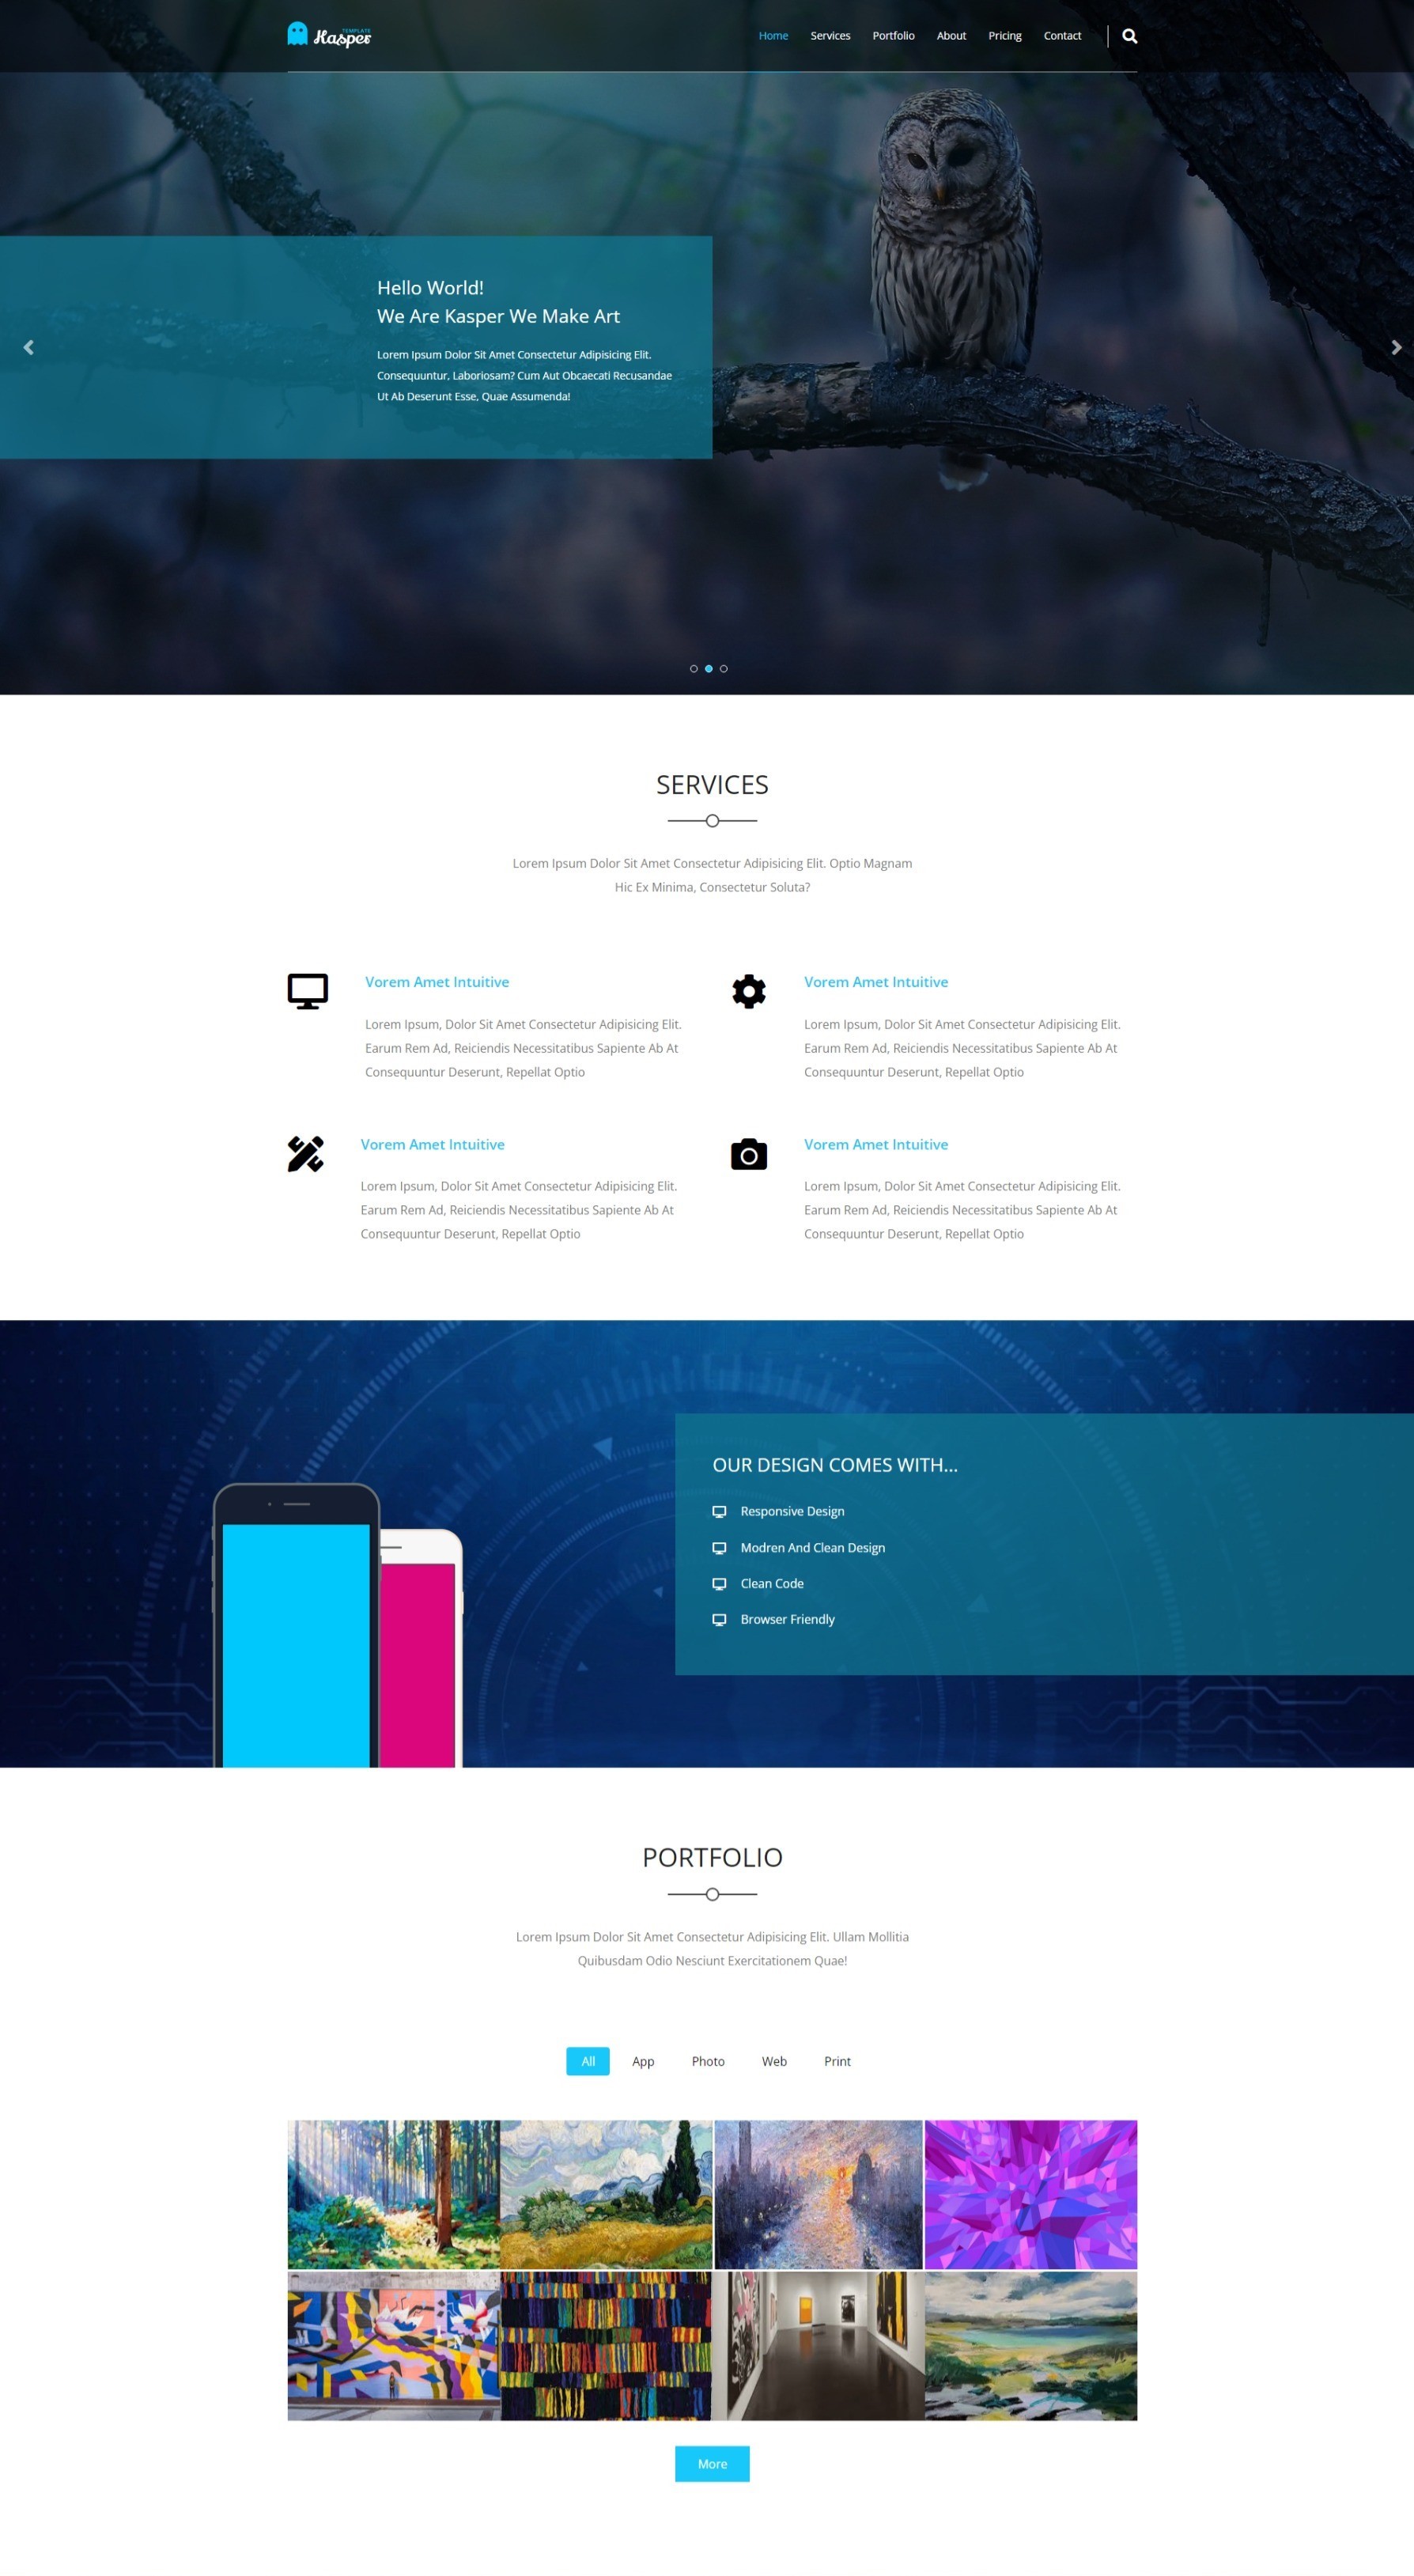 TEMPLATE
Kasper
Home Services Portfolio About Pricing Contact
Hello World!
We Are Kasper We Make Art
Lorem Ipsum Dolor Sit Amet Consectetur Adipisicing Elit.
Consequuntur, Laboriosam? Cum Aut Obcaecati Recusandae
Ut Ab Deserunt Esse, Quae Assumenda!
SERVICES
Lorem Ipsum Dolor Sit Amet Consectetur Adipisicing Elit. Optio Magnam
Hic Ex Minima, Consectetur Soluta?
Vorem Amet Intuitive
Lorem Ipsum, Dolor Sit Amet Consectetur Adipisicing Elit.
Earum Rem Ad, Reiciendis Necessitatibus Sapiente Ab At
Consequuntur Deserunt, Repellat Optio
Vorem Amet Intuitive
Lorem Ipsum, Dolor Sit Amet Consectetur Adipisicing Elit.
Earum Rem Ad, Reiciendis Necessitatibus Sapiente Ab At
Consequuntur Deserunt, Repellat Optio
Vorem Amet Intuitive
Lorem Ipsum, Dolor Sit Amet Consectetur Adipisicing Elit.
Earum Rem Ad, Reiciendis Necessitatibus Sapiente Ab At
Consequuntur Deserunt, Repellat Optio
Vorem Amet Intuitive
Lorem Ipsum, Dolor Sit Amet Consectetur Adipisicing Elit.
Earum Rem Ad, Reiciendis Necessitatibus Sapiente Ab At
Consequuntur Deserunt, Repellat Optio
OUR DESIGN COMES WITH...
Responsive Design
Modren And Clean Design
Clean Code
Browser Friendly
PORTFOLIO
Lorem Ipsum Dolor Sit Amet Consectetur Adipisicing Elit. Ullam Mollitia
Quibusdam Odio Nesciunt Exercitationem Quae!
All App Photo Web Print
More